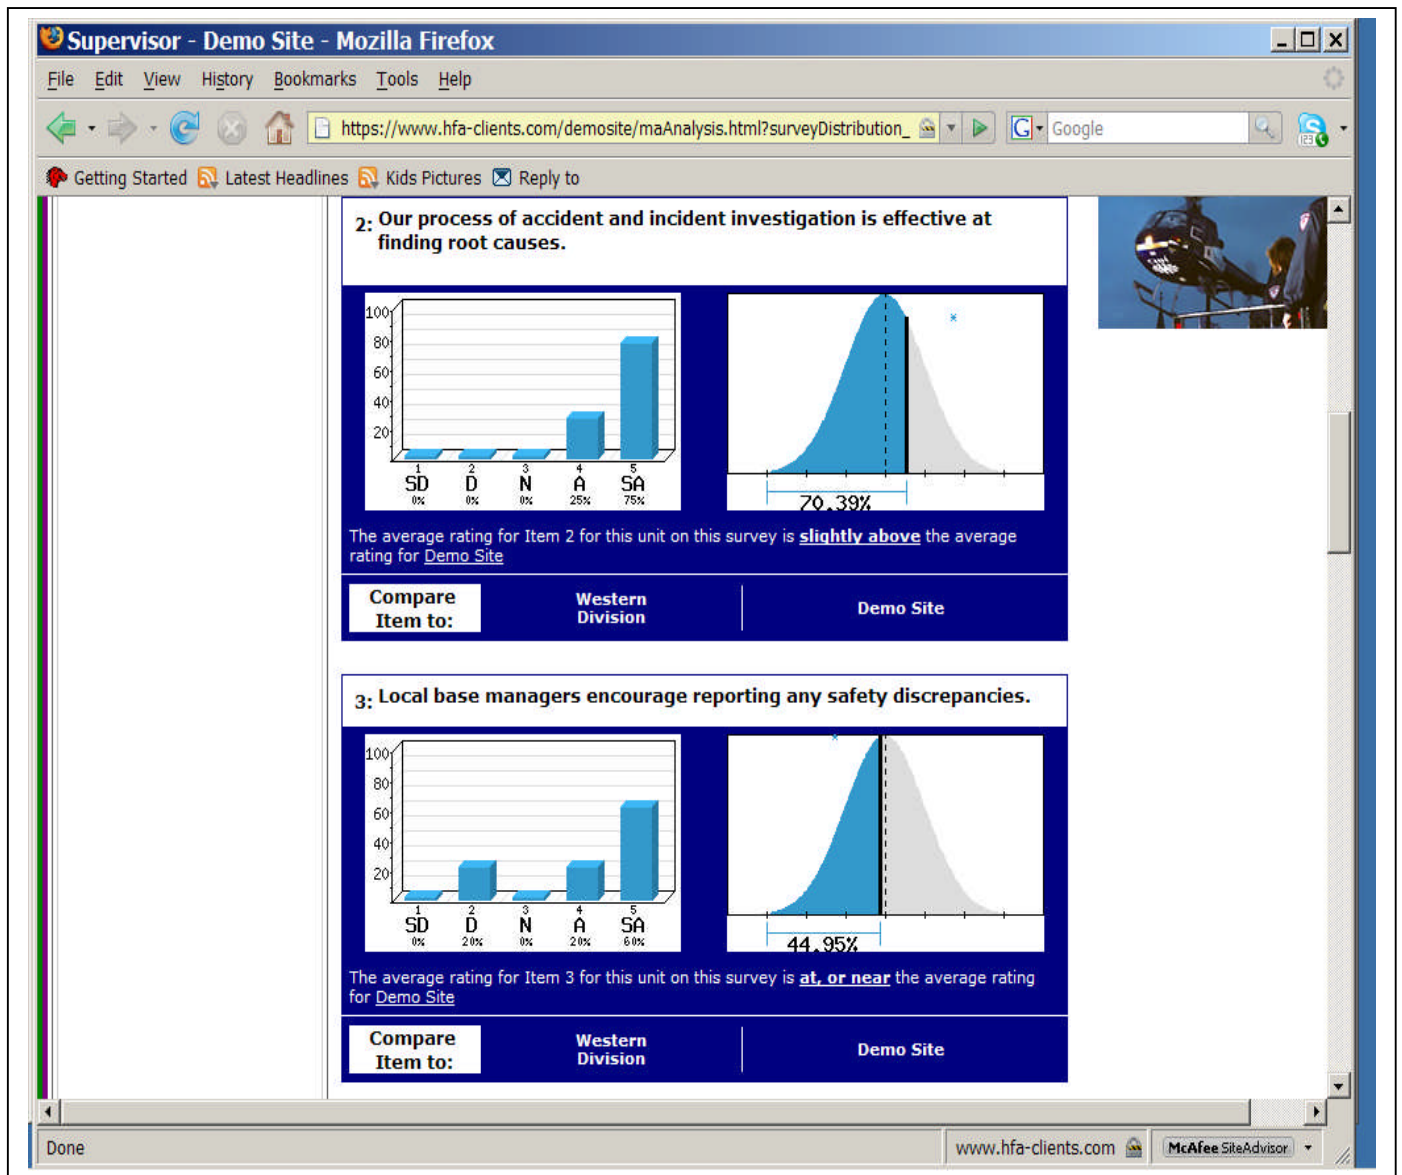 Supervisor - Demo Site - Mozilla Firefox
File Edit View History Bookmarks Tools Help
https://www.hfa-clients.com/demosite/maAnalysis.html?surveyDistribution_
G Google
123
Getting Started Latest Headlines Kids Pictures Reply to
2: Our process of accident and incident investigation is effective at
finding root causes.
100
80
60
40
20
1 2 3 4 5
SD D N A SA
0% 0% 0% 25% 75%
70.39%
The average rating for Item 2 for this unit on this survey is slightly above the average
rating for Demo Site
Compare
Item to:
Western
Division
Demo Site
3: Local base managers encourage reporting any safety discrepancies.
100
80
60
40
20
1 2 3 4 5
SD D N A SA
0% 20% 0% 20% 60%
44.95%
The average rating for Item 3 for this unit on this survey is at, or near the average rating
for Demo Site
Compare
Item to:
Western
Division
Demo Site
Done
www.hfa-clients.com
McAfee SiteAdvisor